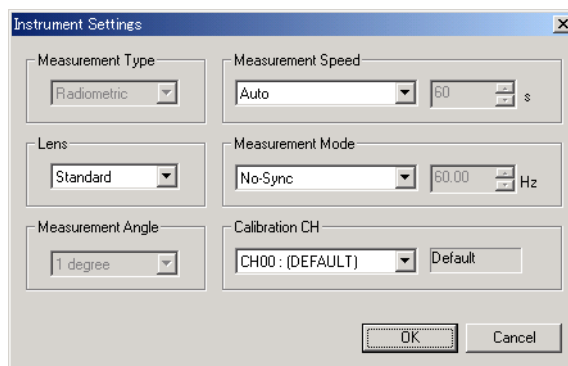 Instrument Settings
Measurement Type
Radiometric
Measurement Speed
Auto
60 s
Lens
Standard
Measurement Mode
No-Sync
60.00 Hz
Measurement Angle
1 degree
Calibration CH
CH00 : (DEFAULT)
Default
OK
Cancel